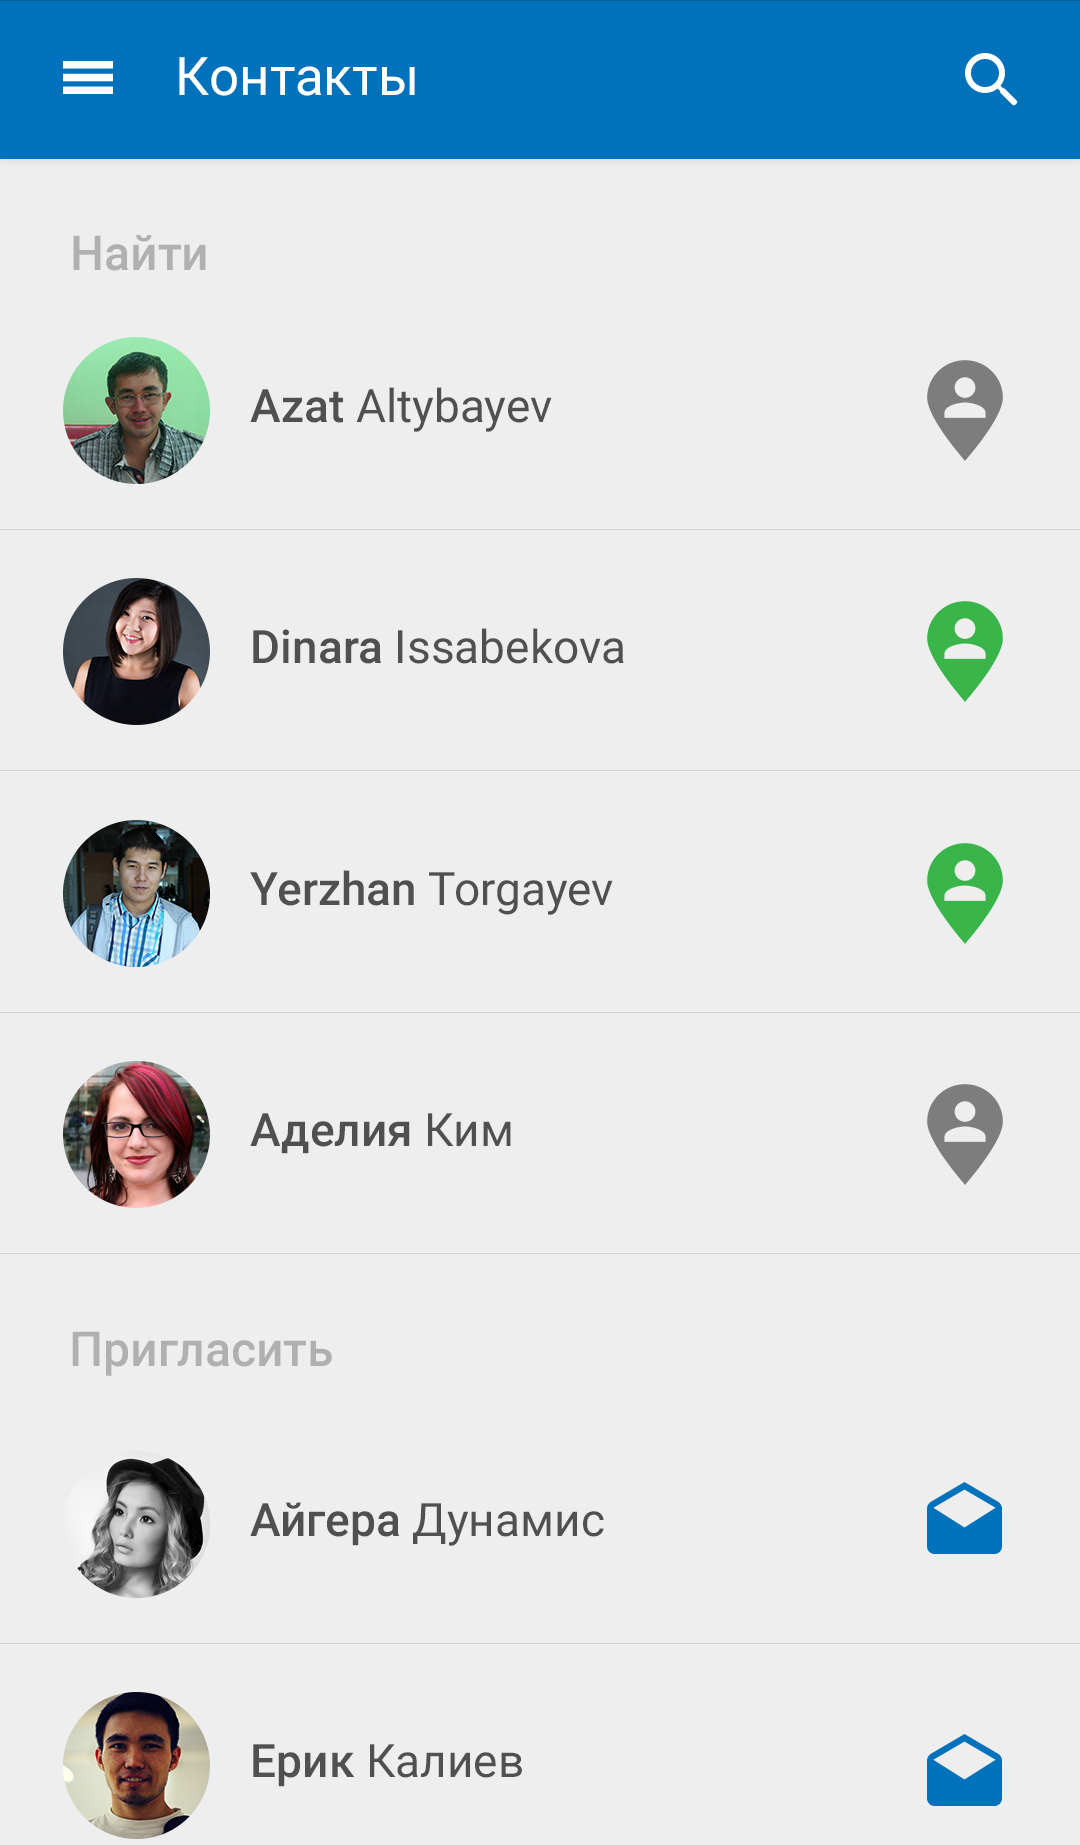 Контакты
Найти
Azat Altybayev
Dinara Issabekova
Yerzhan Torgayev
Аделия Ким
Пригласить
Айгера Дунамис
Ерик Калиев